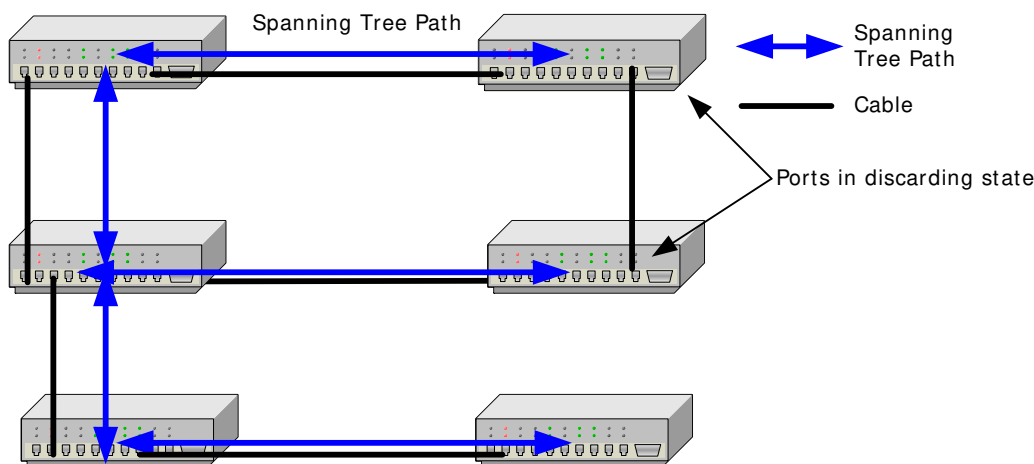 Spanning Tree Path
Spanning
Tree Path
Cable
Ports in discarding state